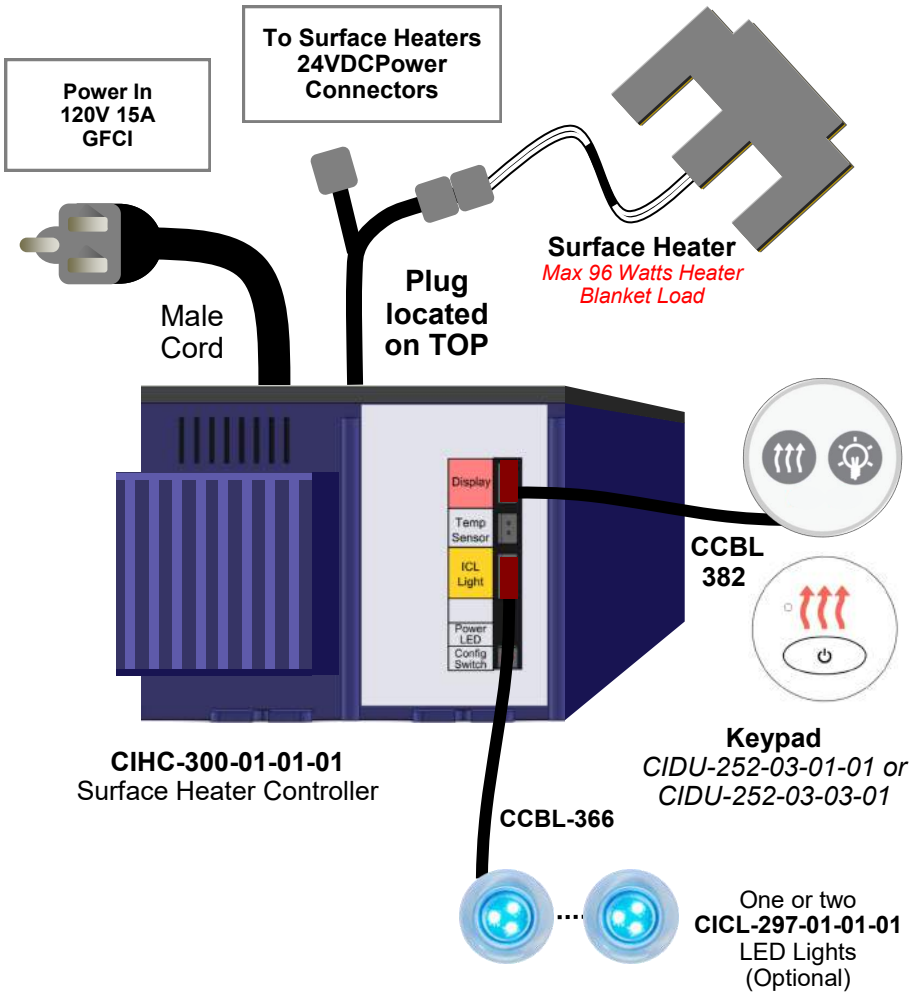 To Surface Heaters
24VDCPower
Connectors
Power In
120V 15A
GFCI
Surface Heater
Max 96 Watts Heater
Blanket Load
Plug
located
on TOP
Male
Cord
Display
Temp
Sensor
ICL
Light
Power
LED
Config
Switch
CCBL
382
Keypad
CIDU-252-03-01-01 or
CIDU-252-03-03-01
CIHC-300-01-01-01
Surface Heater Controller
CCBL-366
One or two
CICL-297-01-01-01
LED Lights
(Optional)